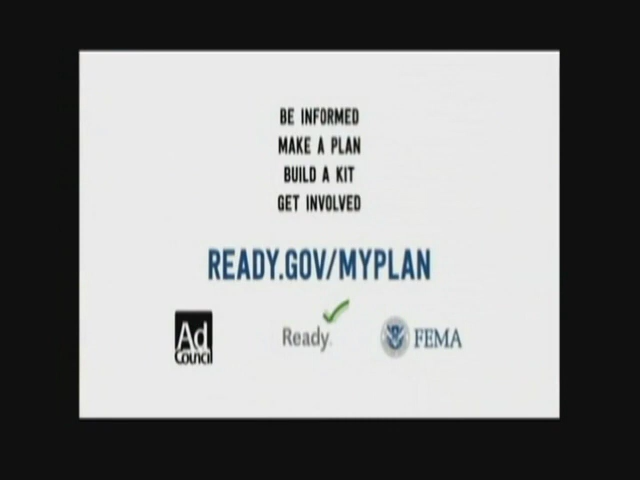 BE INFORMED
MAKE A PLAN
BUILD A KIT
GET INVOLVED
READY.GOV/MYPLAN
Ad
Council
Ready.
FEMA